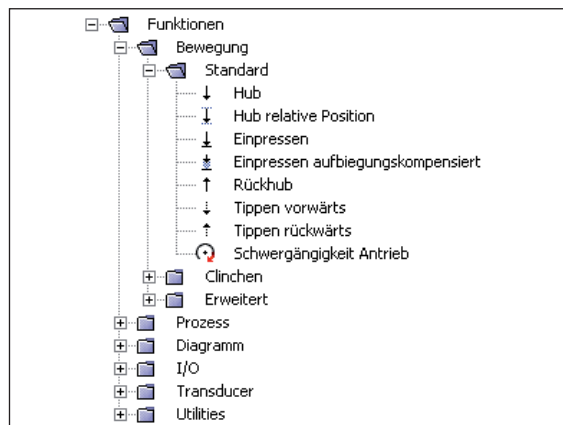 Funktionen
Bewegung
Standard
Hub
Hub relative Position
Einpressen
Einpressen aufbiegungskompensiert
Rückhub
Tippen vorwärts
Tippen rückwärts
Schwergängigkeit Antrieb
Clinchen
Erweitert
Prozess
Diagramm
I/O
Transducer
Utilities